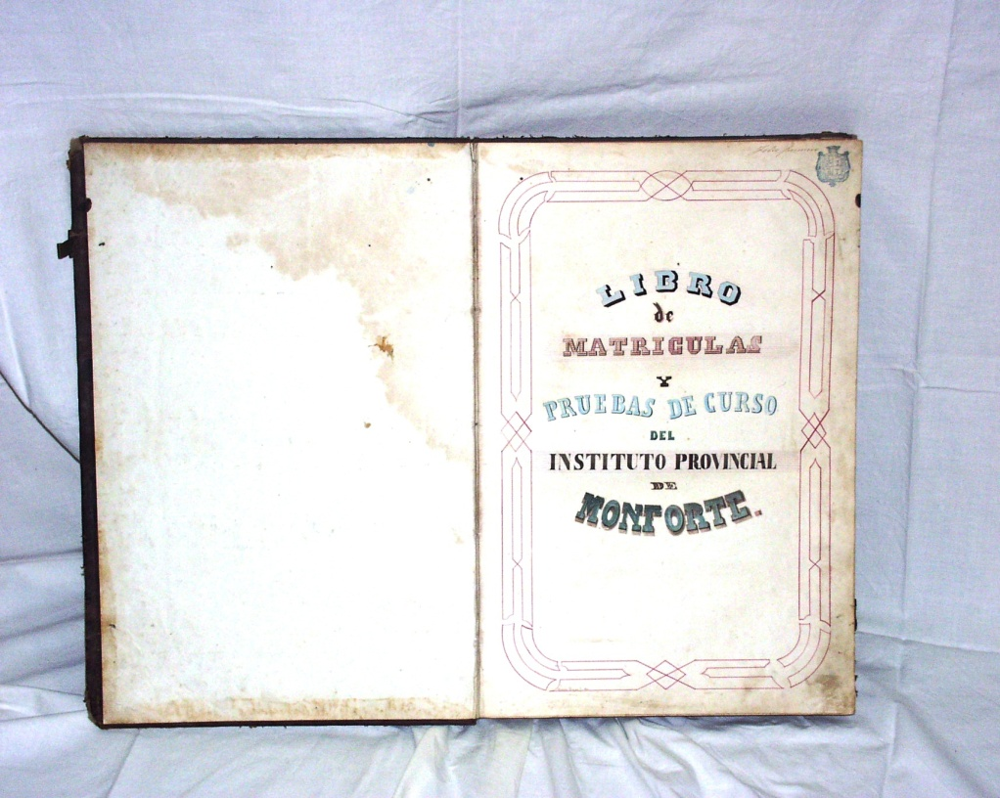 LIBRO
de
MATRICULAS
Y
PRUEBAS DE CURSO
DEL
INSTITUTO PROVINCIAL
DE
MONFORTE.